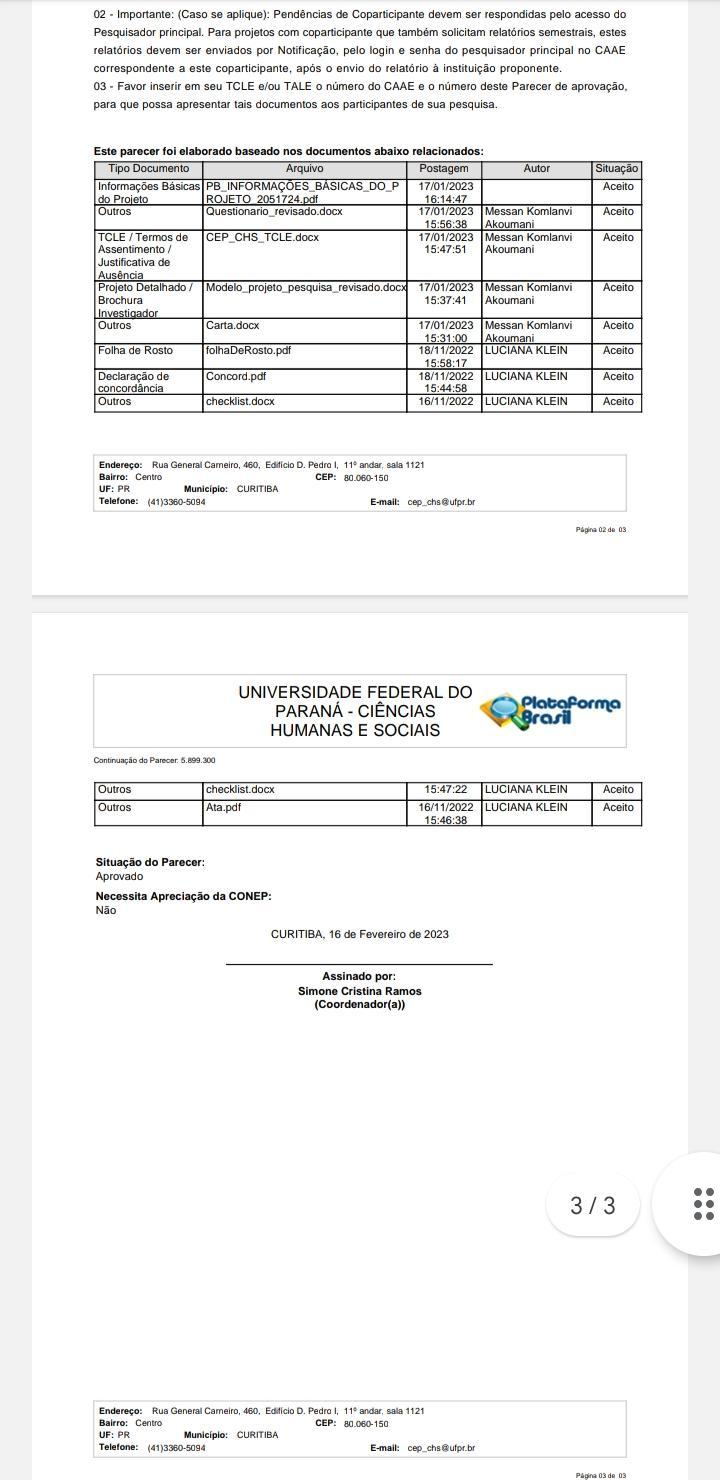 02 - Importante: (Caso se aplique): Pendências de Coparticipante devem ser respondidas pelo acesso do
Pesquisador principal. Para projetos com coparticipante que também solicitam relatórios semestrais, estes
relatórios devem ser enviados por Notificação, pelo login e senha do pesquisador principal no CAAE
correspondente a este coparticipante, após o envio do relatório à instituição proponente.
03 - Favor inserir em seu TCLE e/ou TALE o número do CAAE e o número deste Parecer de aprovação,
para que possa apresentar tais documentos aos participantes de sua pesquisa.
Este parecer foi elaborado baseado nos documentos abaixo relacionados:
Tipo Documento Arquivo Postagem Autor Situação
Informações Básicas PB_INFORMAÇÕES_BÁSICAS_DO_P 17/01/2023 Aceito
do Projeto ROJETO_2051724.pdf 16:14:47
Outros Questionario_revisado.docx 17/01/2023 Messan Komlanvi Aceito
15:56:38 Akoumani
TCLE / Termos de CEP_CHS_TCLE.docx 17/01/2023 Messan Komlanvi Aceito
Assentimento / 15:47:51 Akoumani
Justificativa de
Ausência
Projeto Detalhado / Modelo_projeto_pesquisa_revisado.docx 17/01/2023 Messan Komlanvi Aceito
Brochura 15:37:41 Akoumani
Investigador
Outros Carta.docx 17/01/2023 Messan Komlanvi Aceito
15:31:00 Akoumani
Folha de Rosto folhaDeRosto.pdf 18/11/2022 LUCIANA KLEIN Aceito
15:58:17
Declaração de Concord.pdf 18/11/2022 LUCIANA KLEIN Aceito
concordância 15:44:58
Outros checklist.docx 16/11/2022 LUCIANA KLEIN Aceito
Endereço: Rua General Carneiro, 460, Edifício D. Pedro I, 11º andar, sala 1121
Bairro: Centro CEP: 80.060-150
UF: PR Município: CURITIBA
Telefone: (41)3360-5094 E-mail: cep_chs@ufpr.br
Página 02 de 03
UNIVERSIDADE FEDERAL DO
PARANÁ - CIÊNCIAS
HUMANAS E SOCIAIS
Plataforma
Brasil
Continuação do Parecer: 5.899.300
Outros checklist.docx 15:47:22 LUCIANA KLEIN Aceito
Outros Ata.pdf 16/11/2022 LUCIANA KLEIN Aceito
15:46:38
Situação do Parecer:
Aprovado
Necessita Apreciação da CONEP:
Não
CURITIBA, 16 de Fevereiro de 2023
Assinado por:
Simone Cristina Ramos
(Coordenador(a))
3 / 3
Endereço: Rua General Carneiro, 460, Edifício D. Pedro I, 11º andar, sala 1121
Bairro: Centro CEP: 80.060-150
UF: PR Município: CURITIBA
Telefone: (41)3360-5094 E-mail: cep_chs@ufpr.br
Página 03 de 03